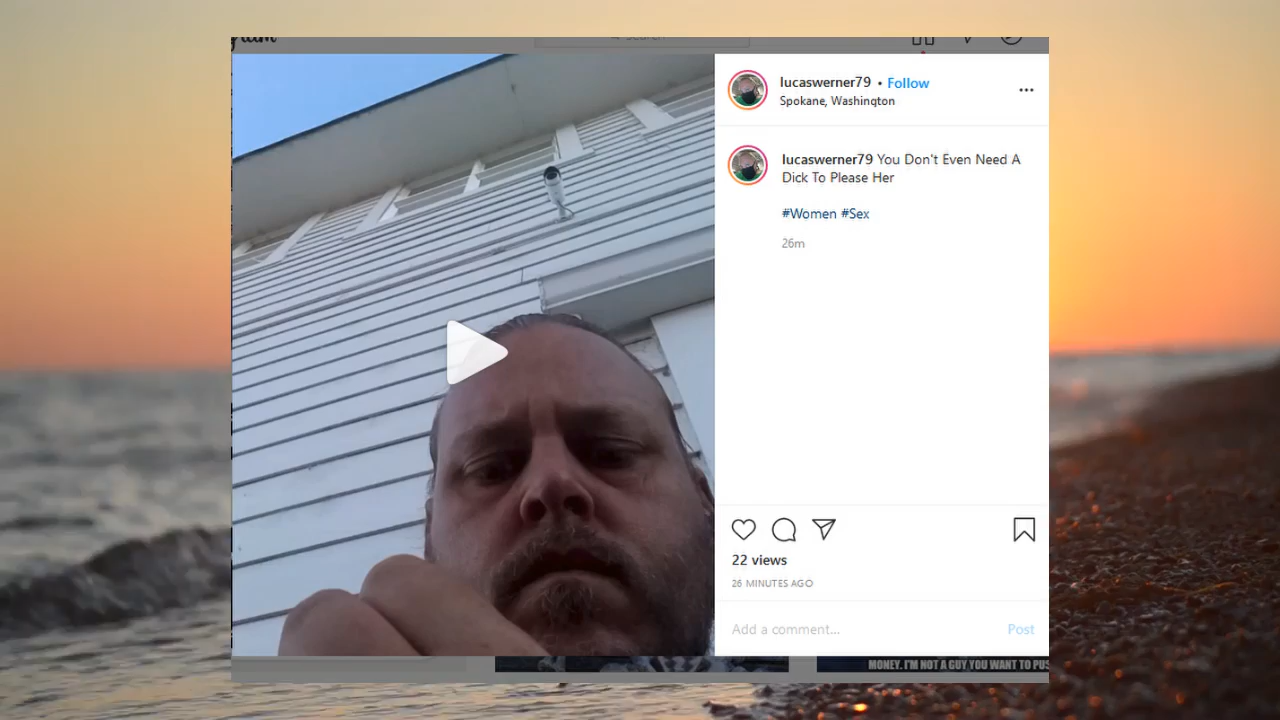 Search
lucaswerner79 • Follow
Spokane, Washington
lucaswerner79 You Don't Even Need A
Dick To Please Her
#Women #Sex
26m
22 views
26 MINUTES AGO
Add a comment... Post
MONEY. I'M NOT A GUY YOU WANT TO